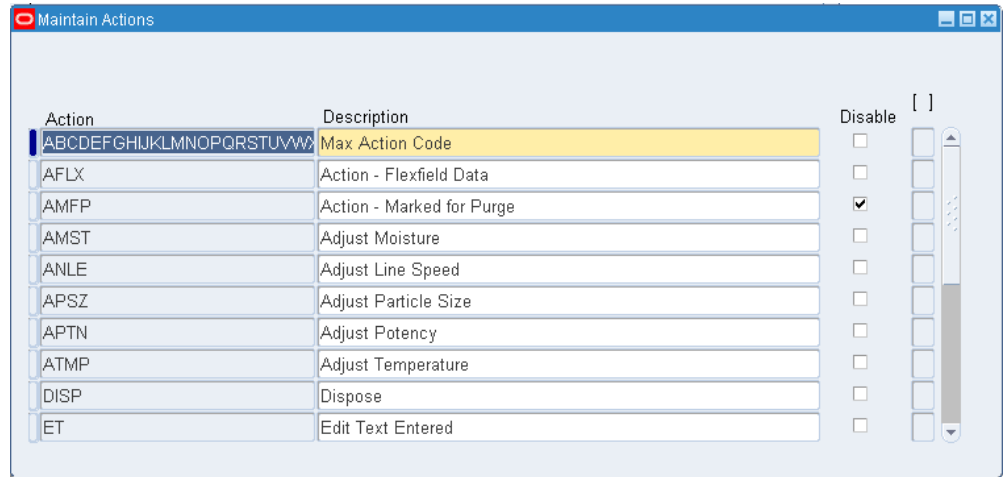 Maintain Actions
[ ]
Action Description Disable
ABCDEFGHIJKLMNOPQRSTUVWX Max Action Code
AFLX Action - Flexfield Data
AMFP Action - Marked for Purge
AMST Adjust Moisture
ANLE Adjust Line Speed
APSZ Adjust Particle Size
APTN Adjust Potency
ATMP Adjust Temperature
DISP Dispose
ET Edit Text Entered